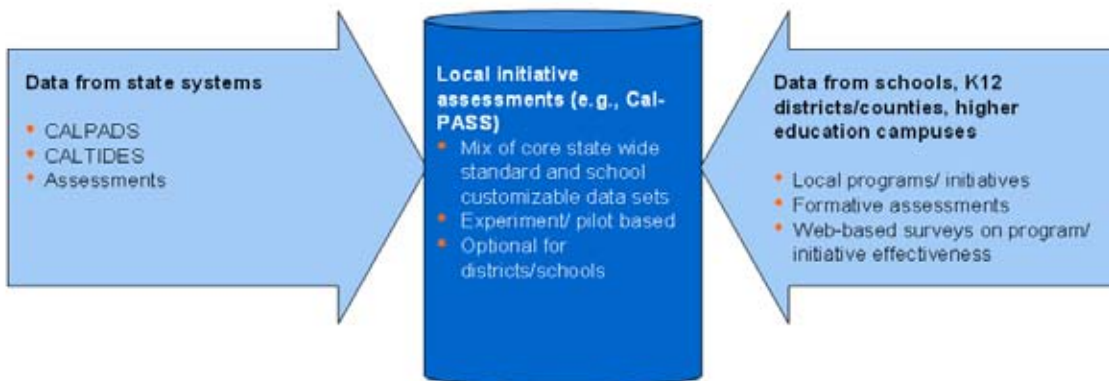 Data from state systems
• CALPADS
• CALTIDES
• Assessments
Local initiative
assessments (e.g., Cal-
PASS)
• Mix of core state wide
standard and school
customizable data sets
• Experiment/ pilot based
• Optional for
districts/schools
Data from schools, K12
districts/counties, higher
education campuses
• Local programs/ initiatives
• Formative assessments
• Web-based surveys on program/
initiative effectiveness